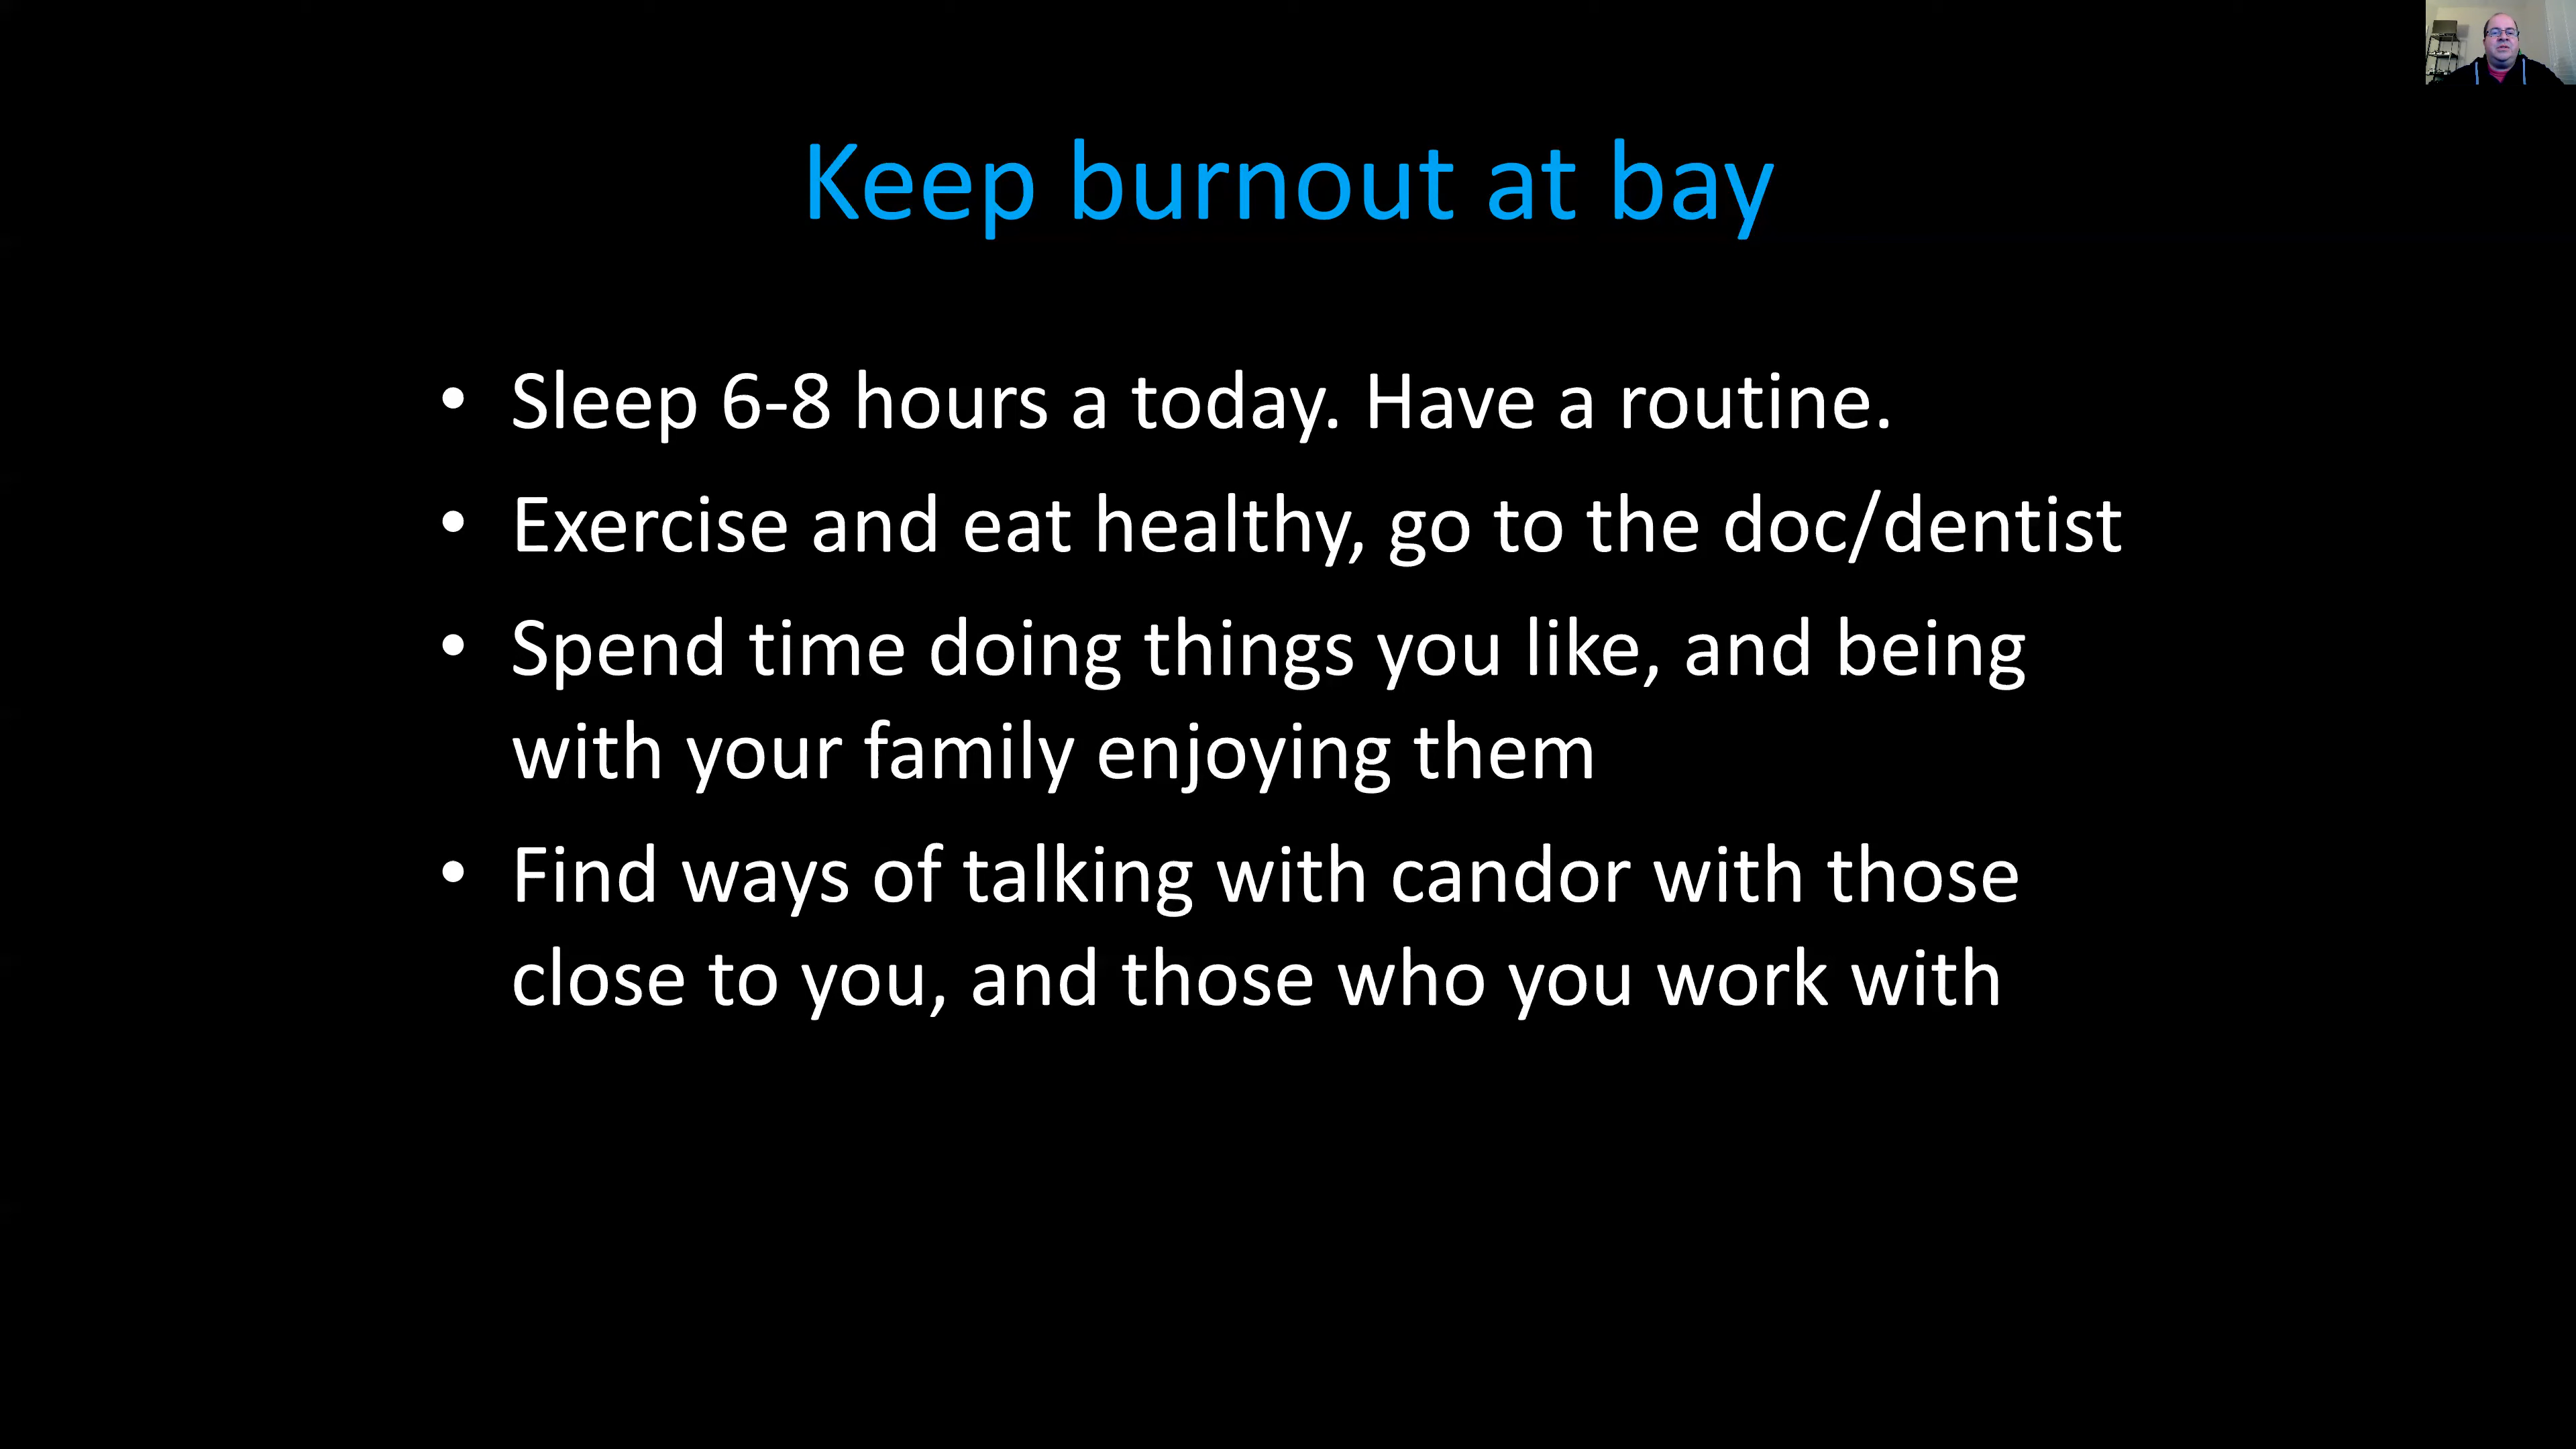 Keep burnout at bay
• Sleep 6-8 hours a today. Have a routine.
• Exercise and eat healthy, go to the doc/dentist
• Spend time doing things you like, and being
with your family enjoying them
• Find ways of talking with candor with those
close to you, and those who you work with